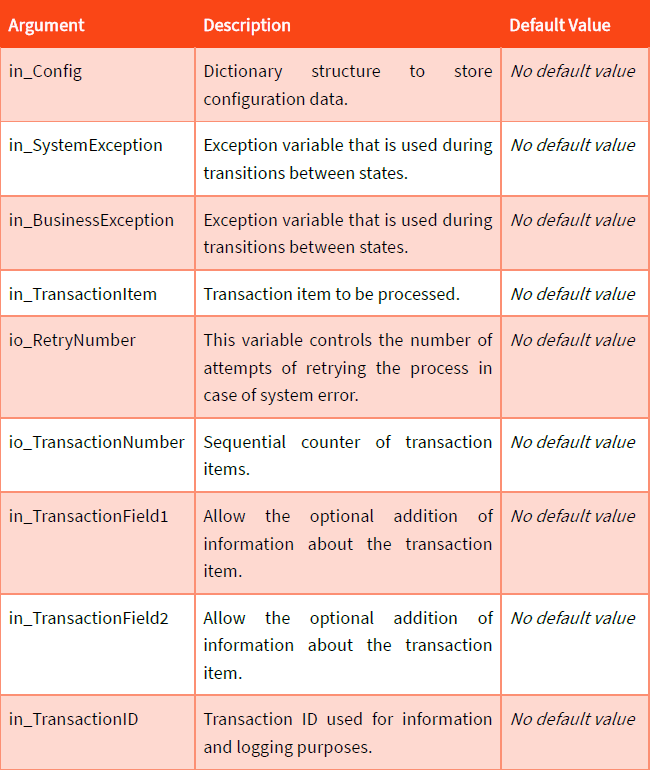 Argument Description Default Value
in_Config Dictionary structure to store No default value
configuration data.
in_SystemException Exception variable that is used during No default value
transitions between states.
in_BusinessException Exception variable that is used during No default value
transitions between states.
in_TransactionItem Transaction item to be processed. No default value
io_RetryNumber This variable controls the number of No default value
attempts of retrying the process in
case of system error.
io_TransactionNumber Sequential counter of transaction No default value
items.
in_TransactionField1 Allow the optional addition of No default value
information about the transaction
item.
in_TransactionField2 Allow the optional addition of No default value
information about the transaction
item.
in_TransactionID Transaction ID used for information No default value
and logging purposes.